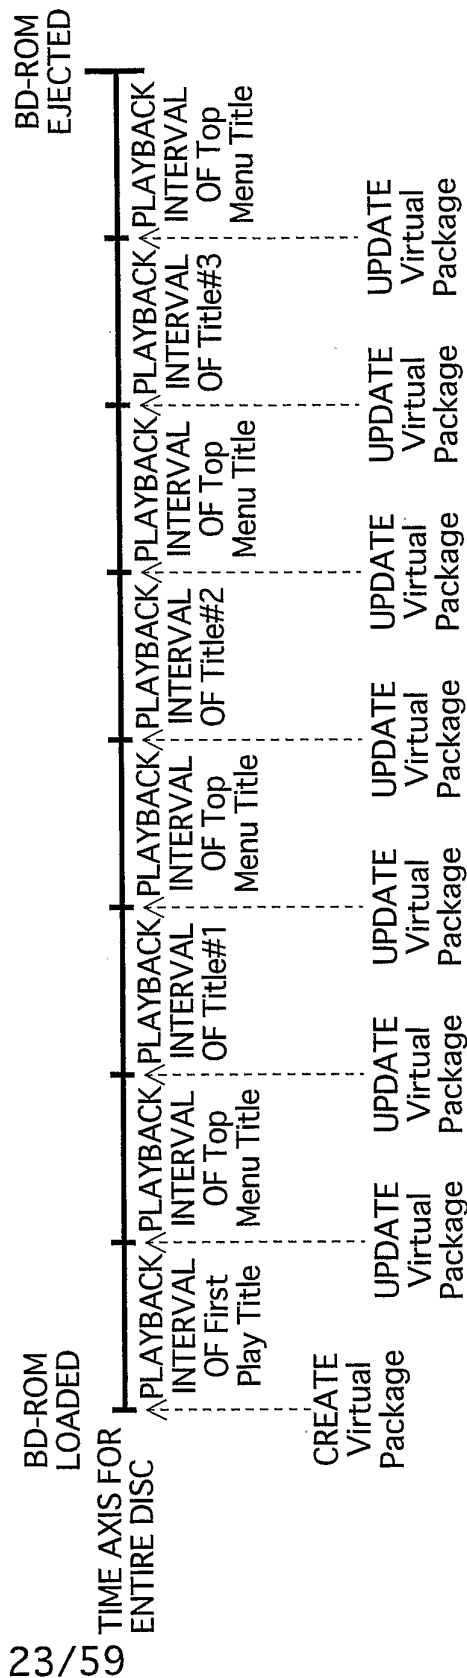 23/59
BD-ROM
LOADED
BD-ROM
EJECTED
TIME AXIS FOR
ENTIRE DISC
PLAYBACK
INTERVAL
OF First
Play Title
PLAYBACK
INTERVAL
OF Top
Menu Title
PLAYBACK
INTERVAL
OF Title#1
PLAYBACK
INTERVAL
OF Top
Menu Title
PLAYBACK
INTERVAL
OF Title#2
PLAYBACK
INTERVAL
OF Top
Menu Title
PLAYBACK
INTERVAL
OF Title#3
PLAYBACK
INTERVAL
OF Top
Menu Title
CREATE
Virtual
Package
UPDATE
Virtual
Package
UPDATE
Virtual
Package
UPDATE
Virtual
Package
UPDATE
Virtual
Package
UPDATE
Virtual
Package
UPDATE
Virtual
Package
UPDATE
Virtual
Package